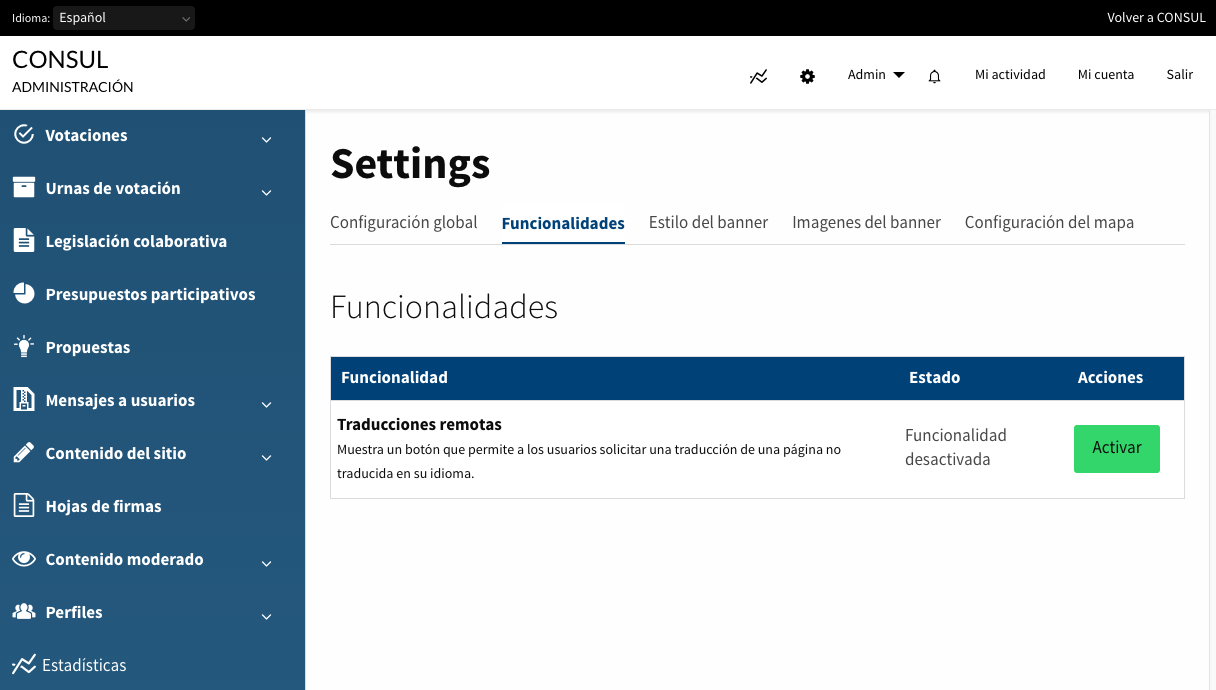 Idioma: Español
Volver a CONSUL
CONSUL
ADMINISTRACIÓN
Admin
Mi actividad
Mi cuenta
Salir
Votaciones
Urnas de votación
Legislación colaborativa
Presupuestos participativos
Propuestas
Mensajes a usuarios
Contenido del sitio
Hojas de firmas
Contenido moderado
Perfiles
Estadísticas
Settings
Configuración global
Funcionalidades
Estilo del banner
Imagenes del banner
Configuración del mapa
Funcionalidades
Funcionalidad
Estado
Acciones
Traducciones remotas
Muestra un botón que permite a los usuarios solicitar una traducción de una página no
traducida en su idioma.
Funcionalidad
desactivada
Activar